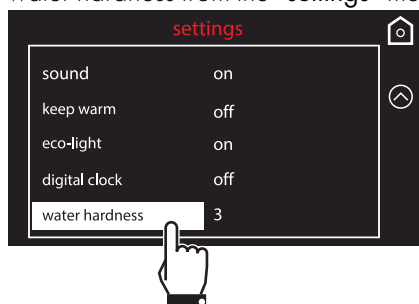 water hardness from the "settings" me
settings
sound on
keep warm off
eco-light on
digital clock off
water hardness 3